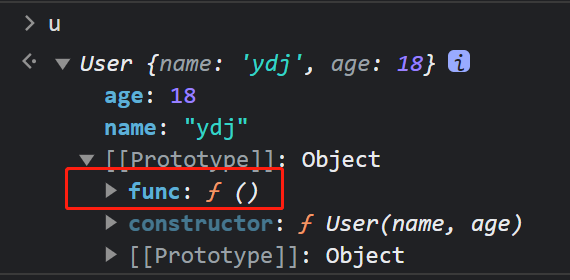 > u
User {name: 'ydj', age: 18} i
age: 18
name: "ydj"
[[Prototype]]: Object
func: ƒ ()
constructor: ƒ User(name, age)
[[Prototype]]: Object